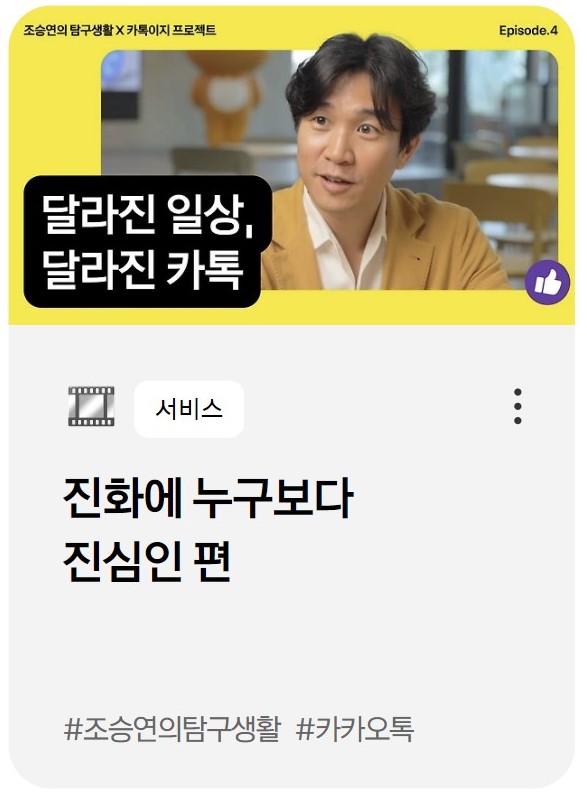 조승연의 탐구생활 X 카톡이지 프로젝트
Episode.4
달라진 일상,
달라진 카톡
서비스
진화에 누구보다
진심인 편
#조승연의탐구생활 #카카오톡